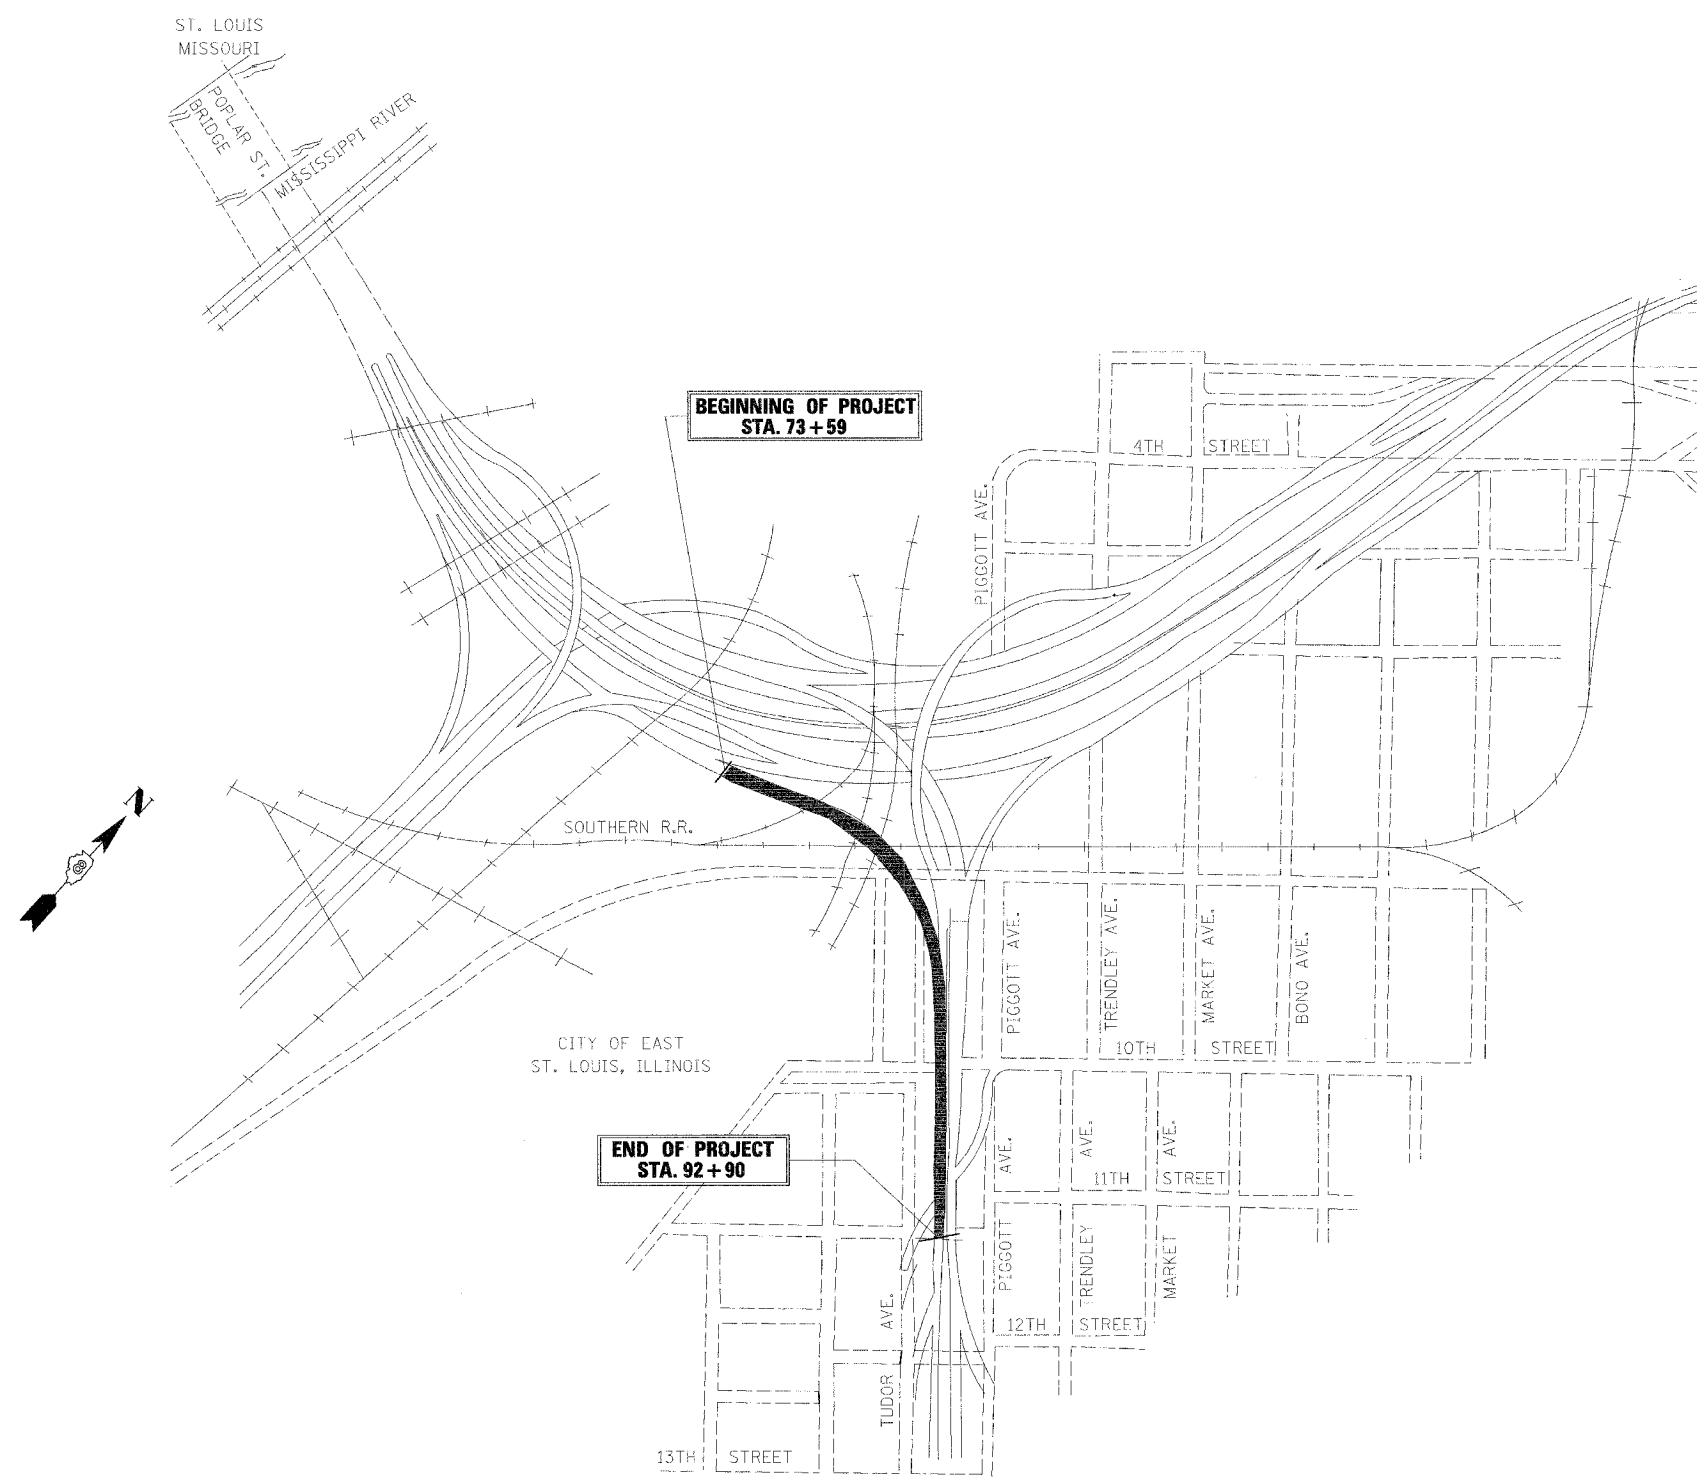 ST. LOUIS
MISSOURI
POPLAR ST.
BRIDGE
MISSISSIPPI RIVER
BEGINNING OF PROJECT
STA. 73+59
4TH STREET
PIGGOTT AVE.
N
SOUTHERN R.R.
PIGGOTT AVE.
TRENDLEY AVE.
MARKET AVE.
BOND AVE.
CITY OF EAST
ST. LOUIS, ILLINOIS
10TH STREET
END OF PROJECT
STA. 92+90
PIGGOTT AVE.
TRENDLEY AVE.
MARKET AVE.
11TH STREET
TUDOR AVE.
12TH STREET
13TH STREET